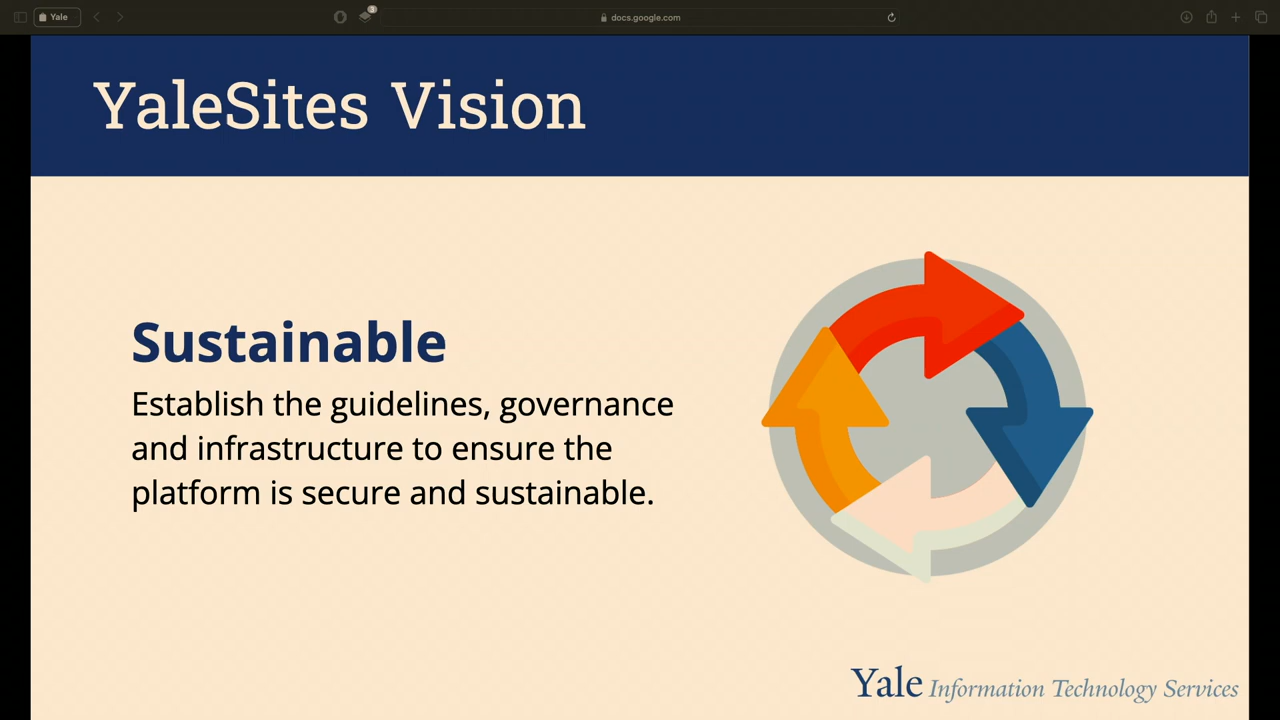 Yale
3
docs.google.com
YaleSites Vision
Sustainable
Establish the guidelines, governance
and infrastructure to ensure the
platform is secure and sustainable.
Yale Information Technology Services